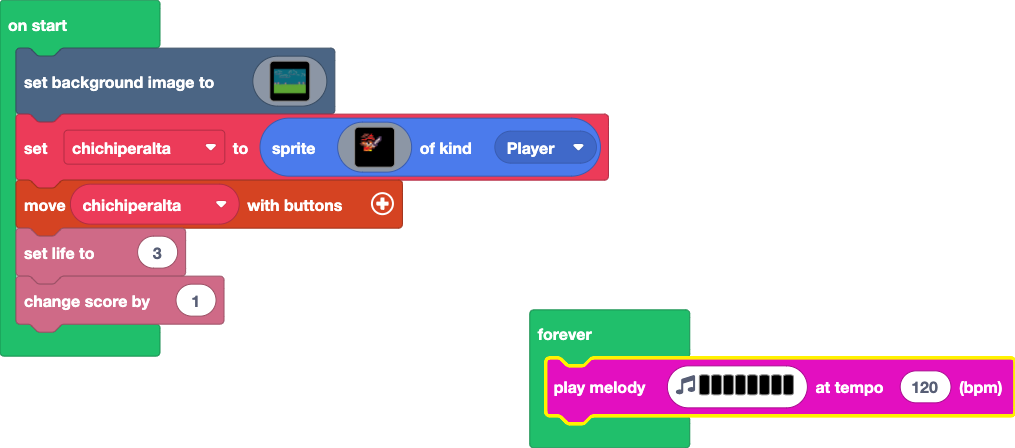 on start
set background image to
set chichiperalta to sprite of kind Player
move chichiperalta with buttons
set life to 3
change score by 1
forever
play melody at tempo 120 (bpm)